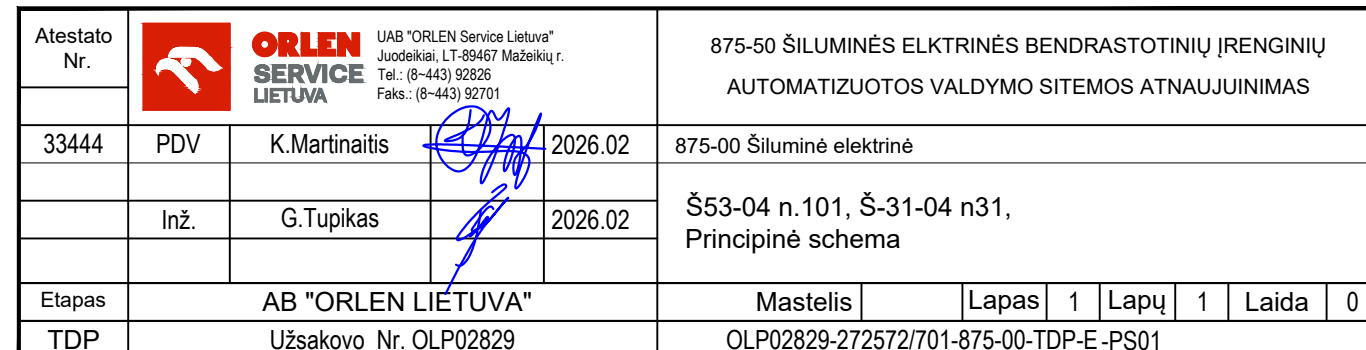 Atestato
Nr.
ORLEN
SERVICE
LIETUVA
UAB "ORLEN Service Lietuva"
Juodeikiai, LT-89467 Mažeikių r.
Tel.: (8~443) 92826
Faks.: (8~443) 92701
875-50 ŠILUMINĖS ELKTRINĖS BENDRASTOTINIŲ ĮRENGINIŲ
AUTOMATIZUOTOS VALDYMO SITEMOS ATNAUJUINIMAS
33444 PDV K.Martinaitis 2026.02 875-00 Šiluminė elektrinė
Inž. G.Tupikas 2026.02
Š53-04 n.101, Š-31-04 n31,
Principinė schema
Etapas AB "ORLEN LIETUVA" Mastelis Lapas 1 Lapų 1 Laida 0
TDP Užsakovo Nr. OLP02829 OLP02829-272572/701-875-00-TDP-E-PS01